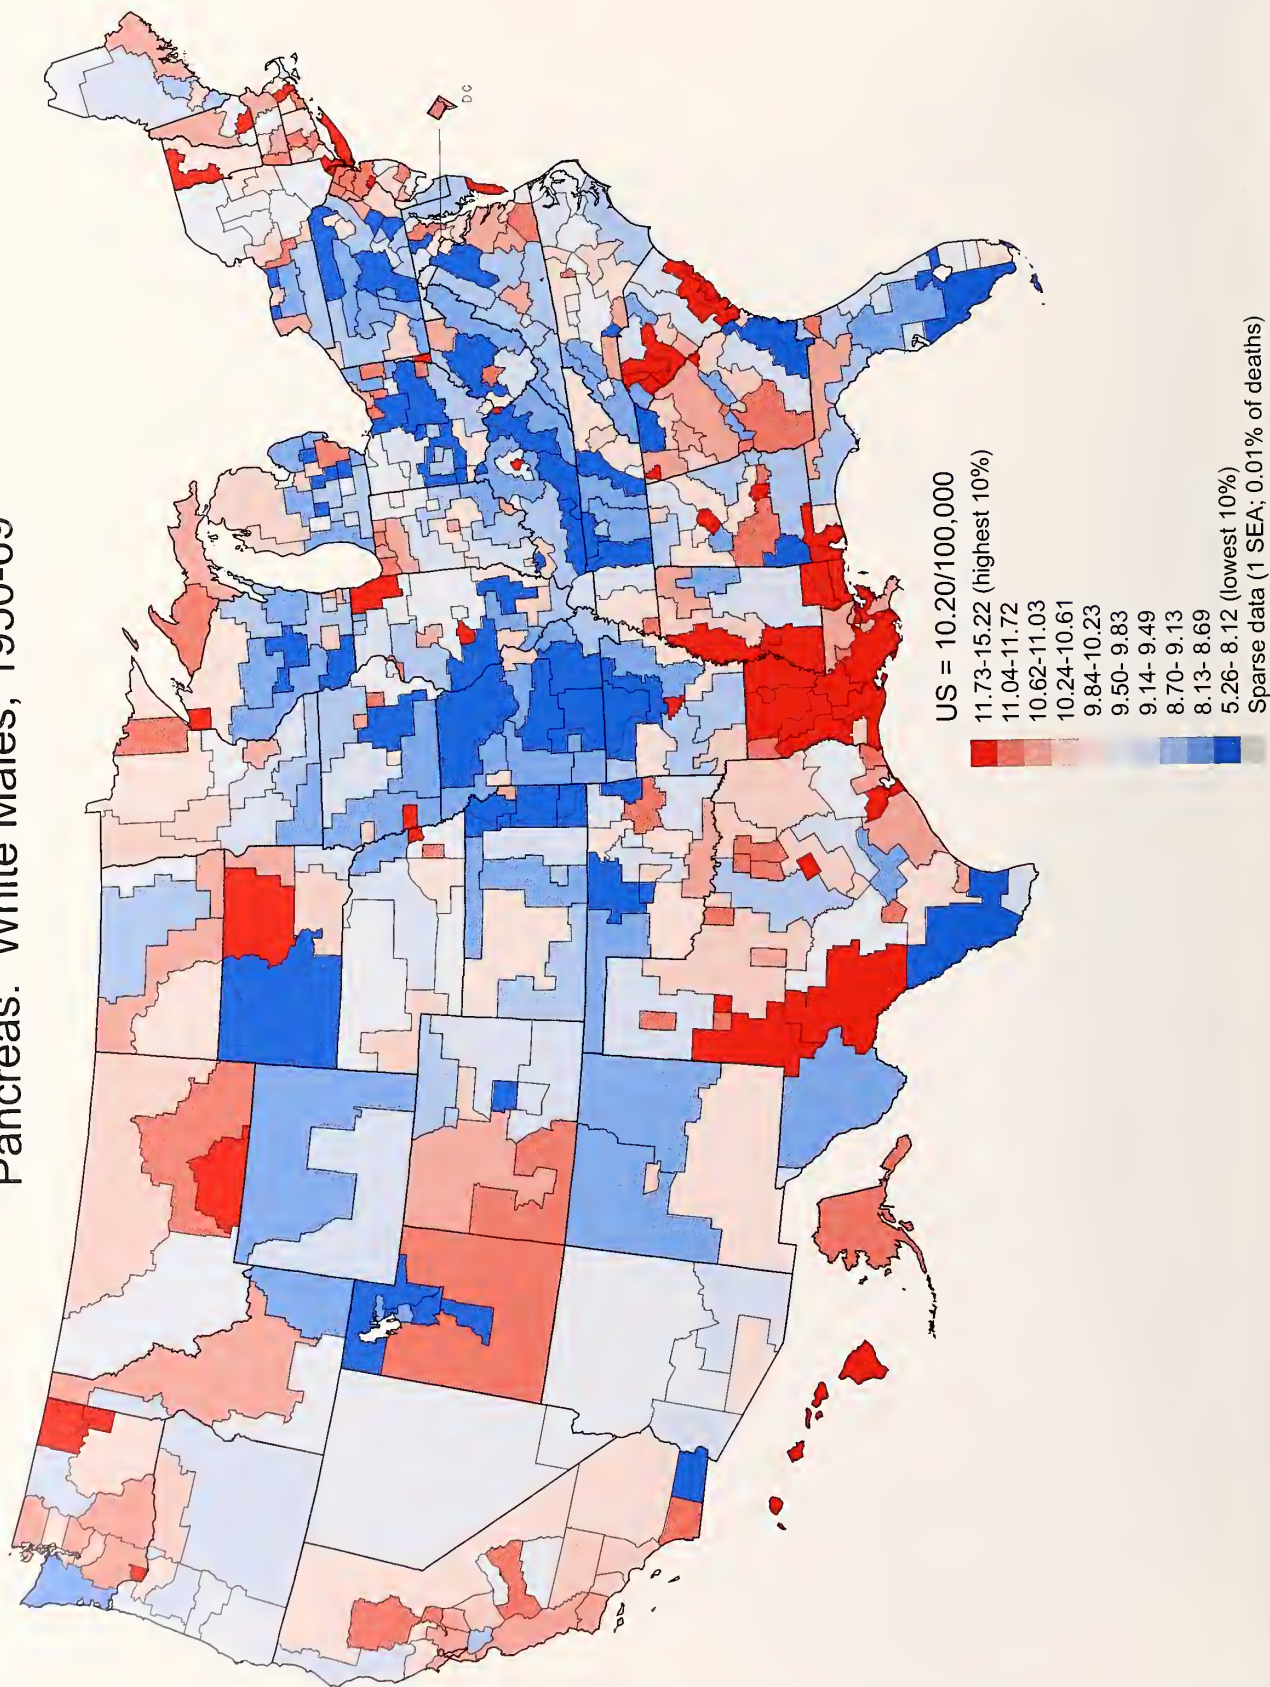 Pancreas: White Males, 1950-69
DC
US = 10.20/100,000
11.73-15.22 (highest 10%)
11.04-11.72
10.62-11.03
10.24-10.61
9.84-10.23
9.50- 9.83
9.14- 9.49
8.70- 9.13
8.13- 8.69
5.26- 8.12 (lowest 10%)
Sparse data (1 SEA; 0.01% of deaths)